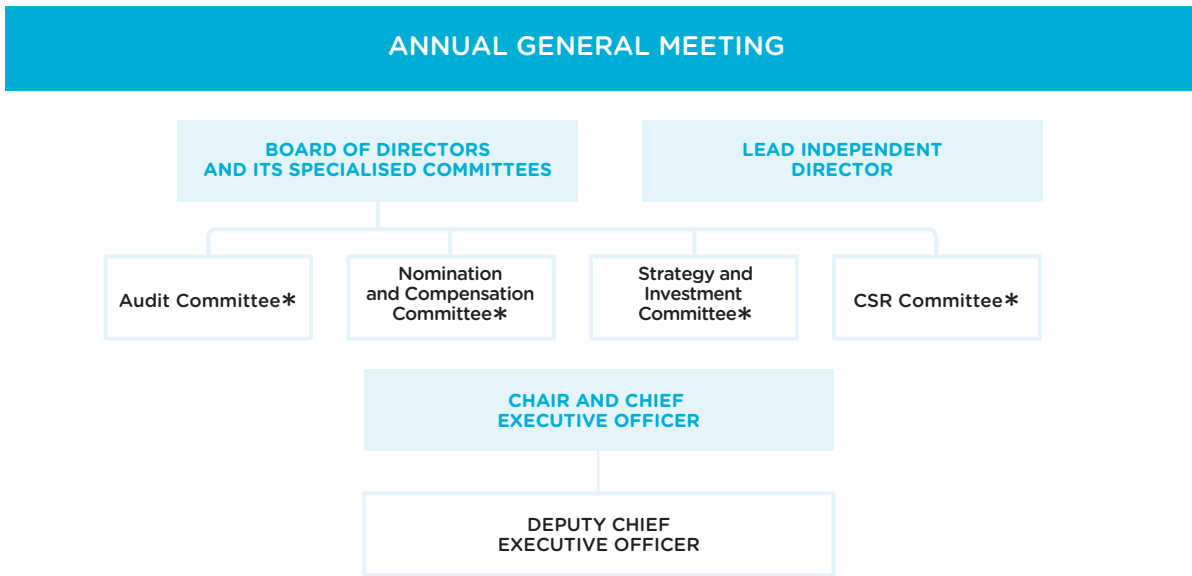 ANNUAL GENERAL MEETING
BOARD OF DIRECTORS
AND ITS SPECIALISED COMMITTEES
LEAD INDEPENDENT
DIRECTOR
Audit Committee*
Nomination
and Compensation
Committee*
Strategy and
Investment
Committee*
CSR Committee*
CHAIR AND CHIEF
EXECUTIVE OFFICER
DEPUTY CHIEF
EXECUTIVE OFFICER